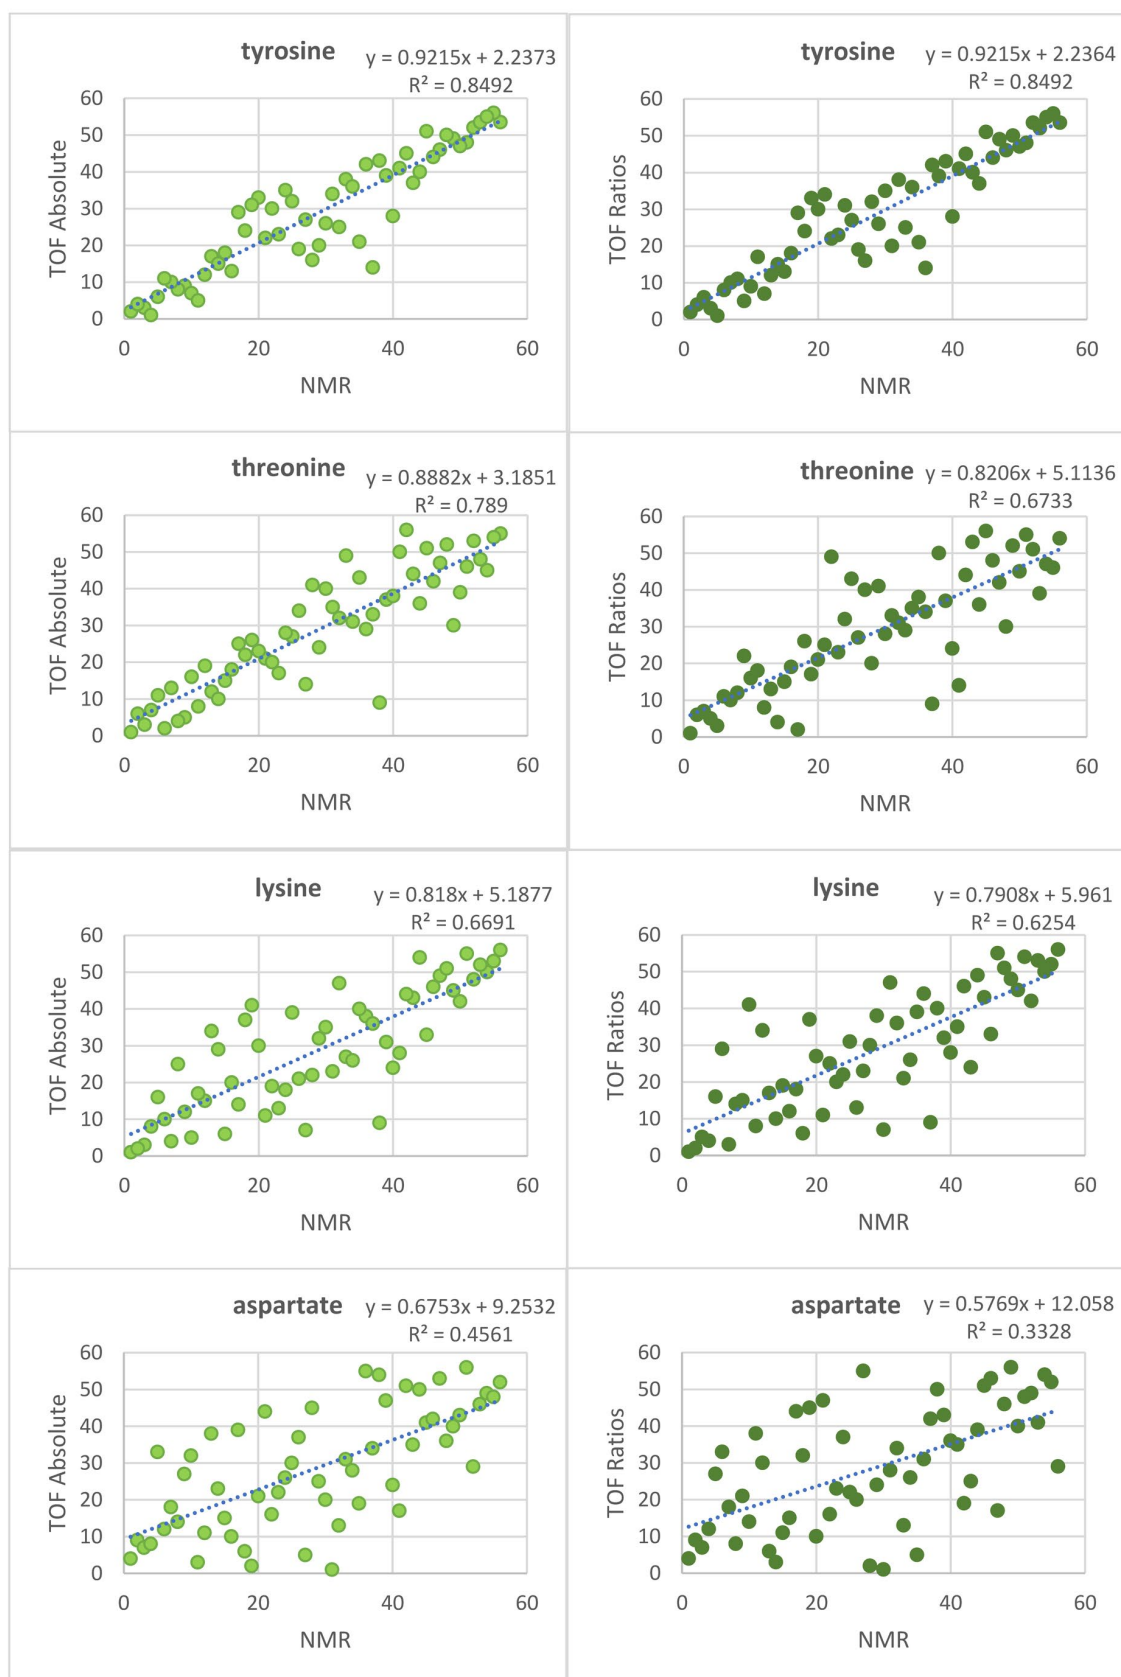 tyrosine
y = 0.9215x + 2.2373
R² = 0.8492
60
50
40
30
20
10
0
TOF Absolute
0 20 40 60
NMR
tyrosine
y = 0.9215x + 2.2364
R² = 0.8492
60
50
40
30
20
10
0
TOF Ratios
0 20 40 60
NMR
threonine
y = 0.8882x + 3.1851
R² = 0.789
60
50
40
30
20
10
0
TOF Absolute
0 20 40 60
NMR
threonine
y = 0.8206x + 5.1136
R² = 0.6733
60
50
40
30
20
10
0
TOF Ratios
0 20 40 60
NMR
lysine
y = 0.818x + 5.1877
R² = 0.6691
60
50
40
30
20
10
0
TOF Absolute
0 20 40 60
NMR
lysine
y = 0.7908x + 5.961
R² = 0.6254
60
50
40
30
20
10
0
TOF Ratios
0 20 40 60
NMR
aspartate
y = 0.6753x + 9.2532
R² = 0.4561
60
50
40
30
20
10
0
TOF Absolute
0 20 40 60
NMR
aspartate
y = 0.5769x + 12.058
R² = 0.3328
60
50
40
30
20
10
0
TOF Ratios
0 20 40 60
NMR